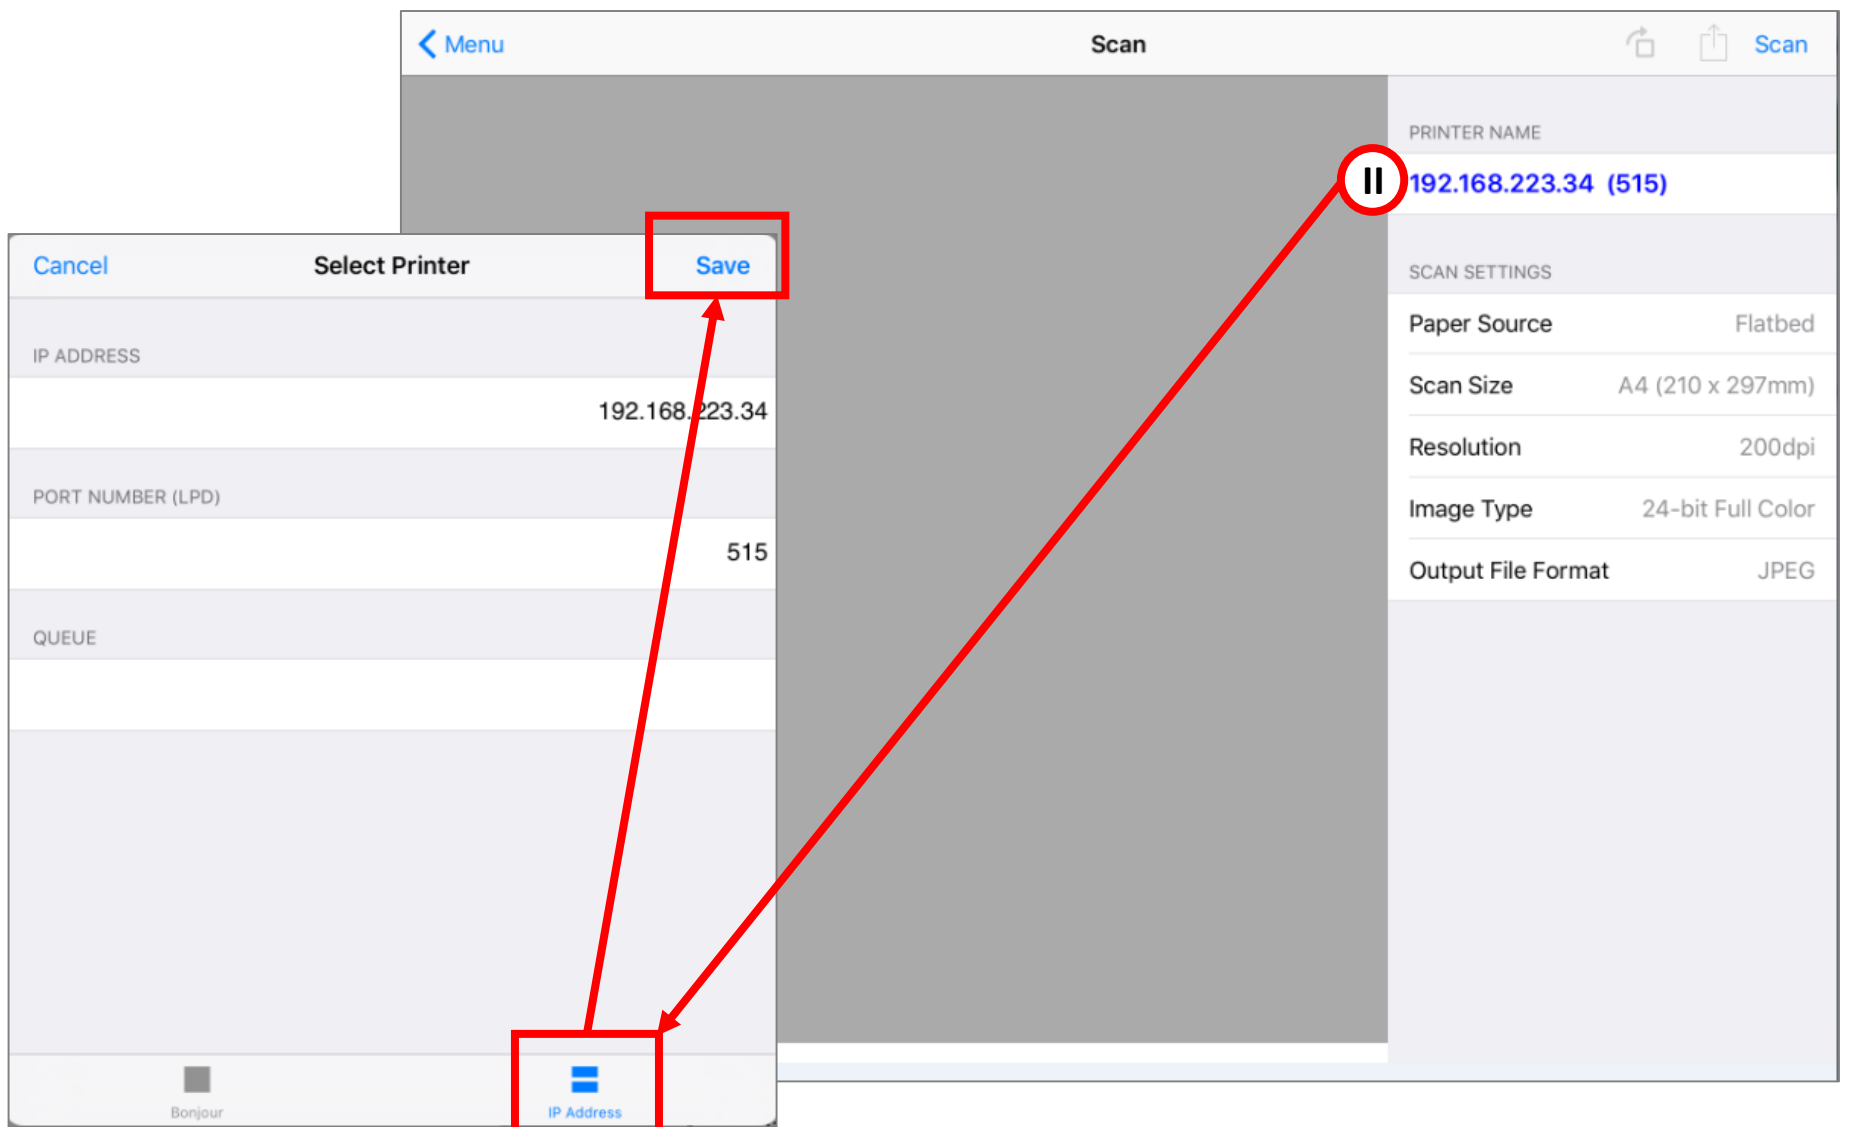 Menu
Scan
Scan
PRINTER NAME
II
192.168.223.34 (515)
SCAN SETTINGS
Paper Source Flatbed
Scan Size A4 (210 x 297mm)
Resolution 200dpi
Image Type 24-bit Full Color
Output File Format JPEG
Cancel
Select Printer
Save
IP ADDRESS
192.168.223.34
PORT NUMBER (LPD)
515
QUEUE
Bonjour
IP Address